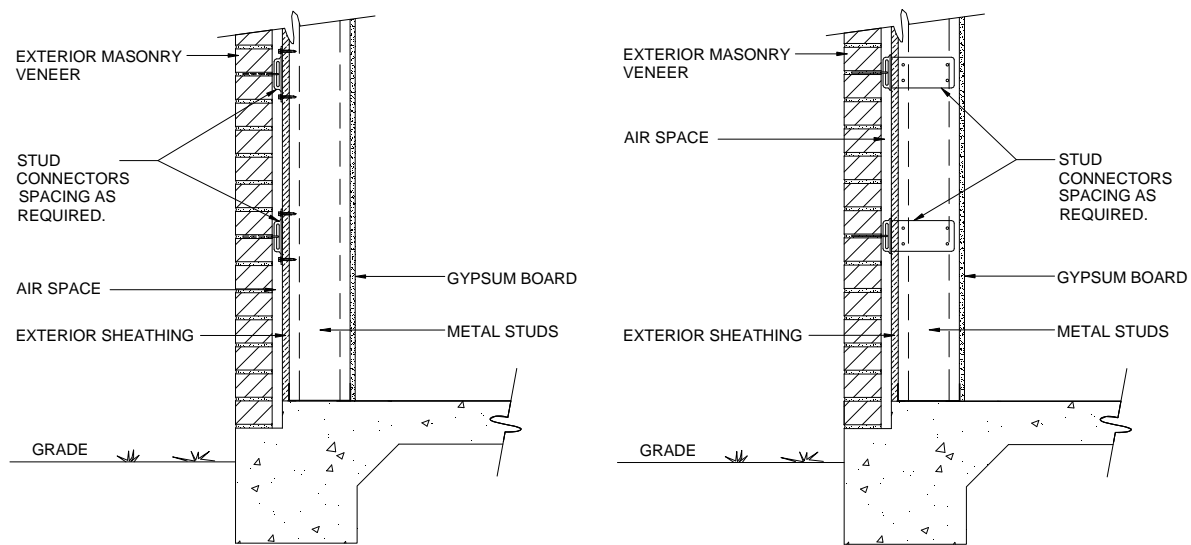 EXTERIOR MASONRY
VENEER
STUD
CONNECTORS
SPACING AS
REQUIRED.
AIR SPACE
EXTERIOR SHEATHING
GRADE
GYPSUM BOARD
METAL STUDS
EXTERIOR MASONRY
VENEER
AIR SPACE
EXTERIOR SHEATHING
GRADE
STUD
CONNECTORS
SPACING AS
REQUIRED.
GYPSUM BOARD
METAL STUDS